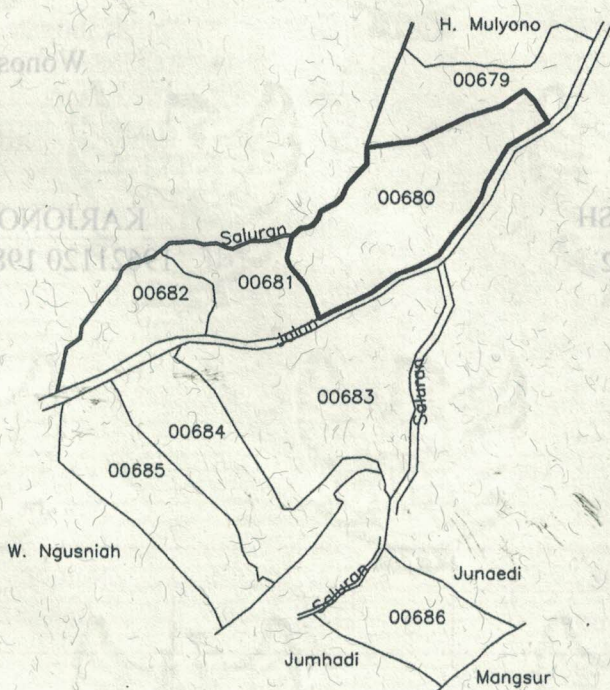 H. Mulyono
00679
00680
Saluran
00681
00682
Jalan
00683
Saluran
00684
00685
W. Ngusniah
Saluran
Junaedi
00686
Jumhadi
Mangsur